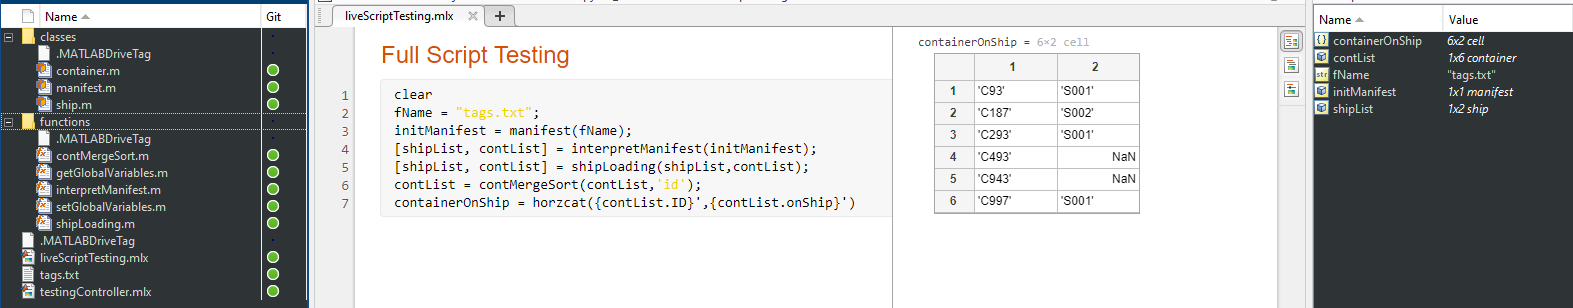 Name Git
classes
.MATLABDriveTag
container.m
manifest.m
ship.m
functions
.MATLABDriveTag
contMergeSort.m
getGlobalVariables.m
interpretManifest.m
setGlobalVariables.m
shipLoading.m
.MATLABDriveTag
liveScriptTesting.mlx
tags.txt
testingController.mlx
liveScriptTesting.mlx
Full Script Testing
1 clear
2 fName = "tags.txt";
3 initManifest = manifest(fName);
4 [shipList, contList] = interpretManifest(initManifest);
5 [shipList, contList] = shipLoading(shipList,contList);
6 contList = contMergeSort(contList,'id');
7 containerOnShip = horzcat({contList.ID}',{contList.onShip}')
containerOnShip = 6×2 cell
1 2
1 'C93' 'S001'
2 'C187' 'S002'
3 'C293' 'S001'
4 'C493' NaN
5 'C943' NaN
6 'C997' 'S001'
Name Value
containerOnShip 6x2 cell
contList 1x6 container
str fName "tags.txt"
initManifest 1x1 manifest
shipList 1x2 ship